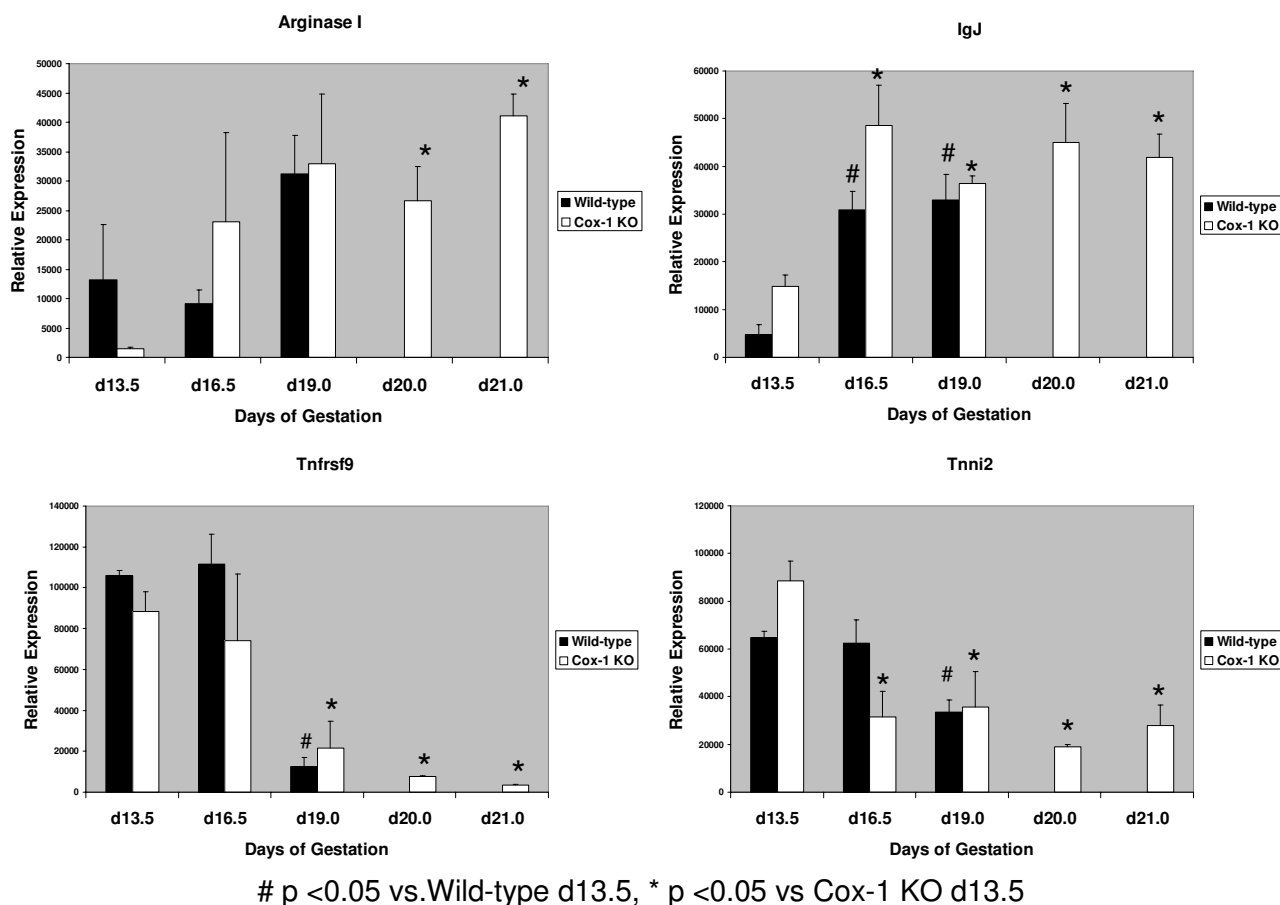 Arginase I
Relative Expression
50000
45000
40000
35000
30000
25000
20000
15000
10000
5000
0
*
*
d13.5 d16.5 d19.0 d20.0 d21.0
Days of Gestation
Wild-type
Cox-1 KO
IgJ
Relative Expression
60000
50000
40000
30000
20000
10000
0
# * # * * *
d13.5 d16.5 d19.0 d20.0 d21.0
Days of Gestation
Wild-type
Cox-1 KO
Tnfrsf9
Relative Expression
140000
120000
100000
80000
60000
40000
20000
0
# * * *
d13.5 d16.5 d19.0 d20.0 d21.0
Days of Gestation
Wild-type
Cox-1 KO
Tnni2
Relative Expression
120000
100000
80000
60000
40000
20000
0
* # * * *
d13.5 d16.5 d19.0 d20.0 d21.0
Days of Gestation
Wild-type
Cox-1 KO
# p <0.05 vs.Wild-type d13.5, * p <0.05 vs Cox-1 KO d13.5